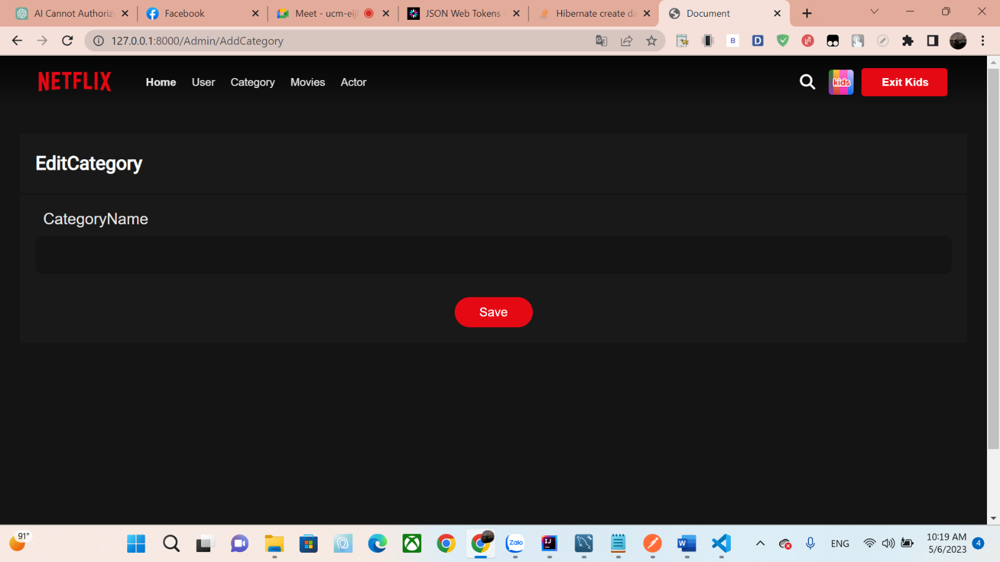 AI Cannot Authoriz
Facebook
Meet - ucm-eijl
JSON Web Tokens -
Hibernate create da
Document
127.0.0.1:8000/Admin/AddCategory
B
D
NETFLIX
Home
User
Category
Movies
Actor
kids
Exit Kids
EditCategory
CategoryName
Save
91°
Zalo
IJ
W
ENG
10:19 AM
5/6/2023
4